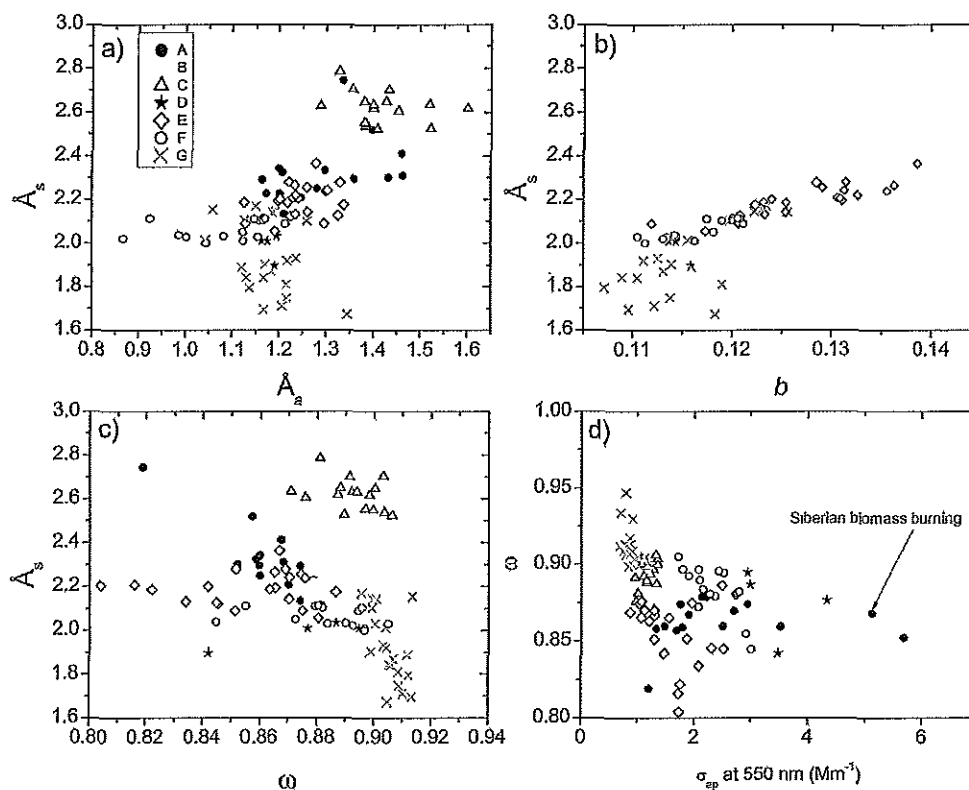 a)
3.0
2.8
2.6
2.4
2.2
2.0
1.8
1.6
Ås
A
B
C
D
E
F
G
0.8 0.9 1.0 1.1 1.2 1.3 1.4 1.5 1.6
Åa
b)
3.0
2.8
2.6
2.4
2.2
2.0
1.8
1.6
Ås
0.11 0.12 0.13 0.14
b
c)
3.0
2.8
2.6
2.4
2.2
2.0
1.8
1.6
Ås
0.80 0.82 0.84 0.86 0.88 0.90 0.92 0.94
ω
d)
1.00
0.95
0.90
0.85
0.80
ω
Siberian biomass burning
0 2 4 6
σap at 550 nm (Mm-1)